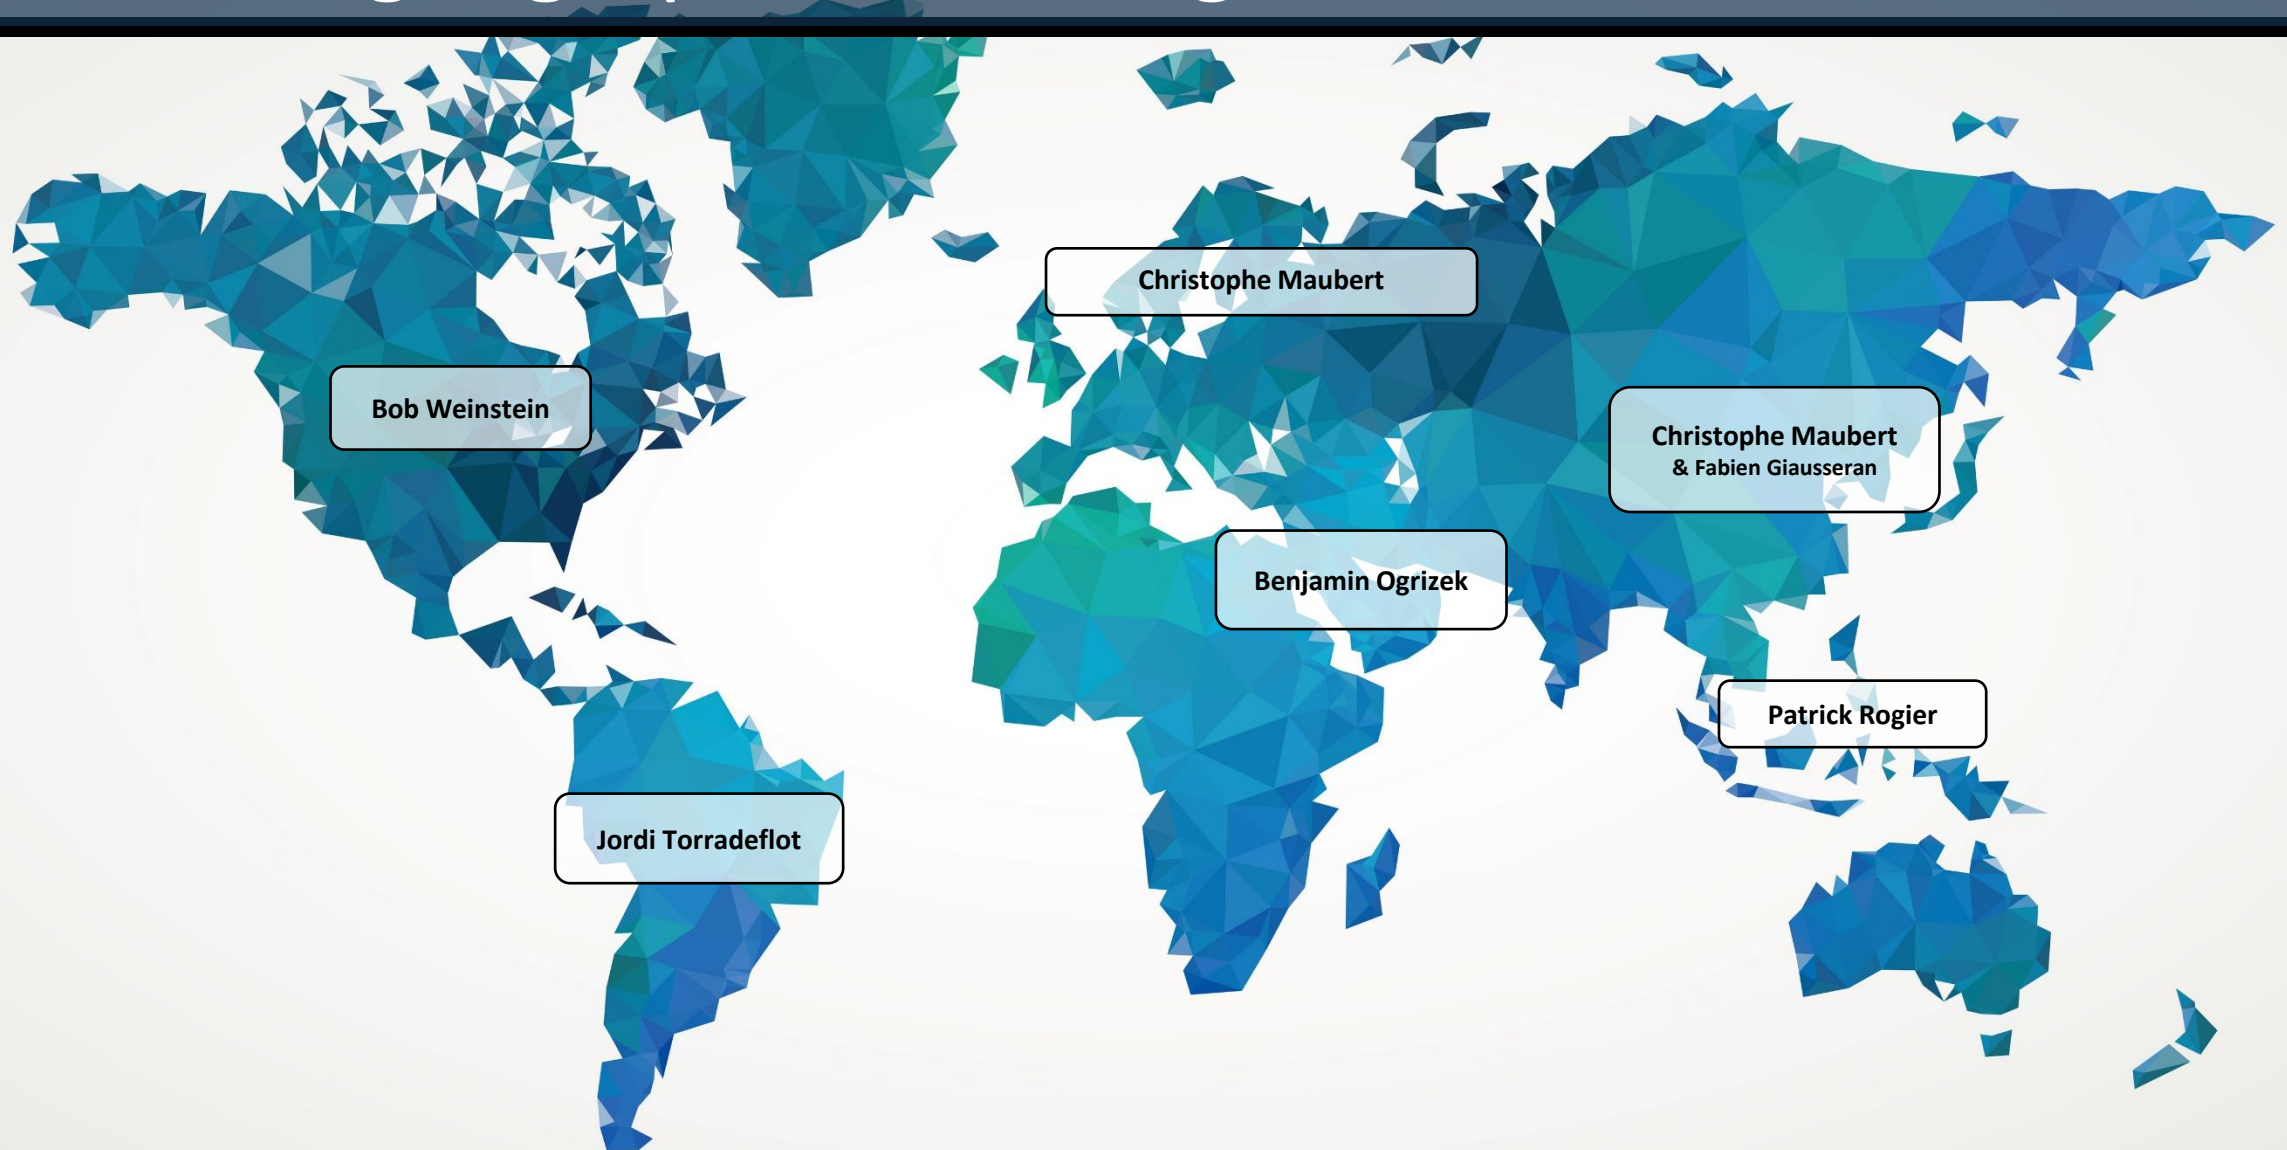 Christophe Maubert
Bob Weinstein
Christophe Maubert
& Fabien Giausseran
Benjamin Ogrizek
Patrick Rogier
Jordi Torradeflot